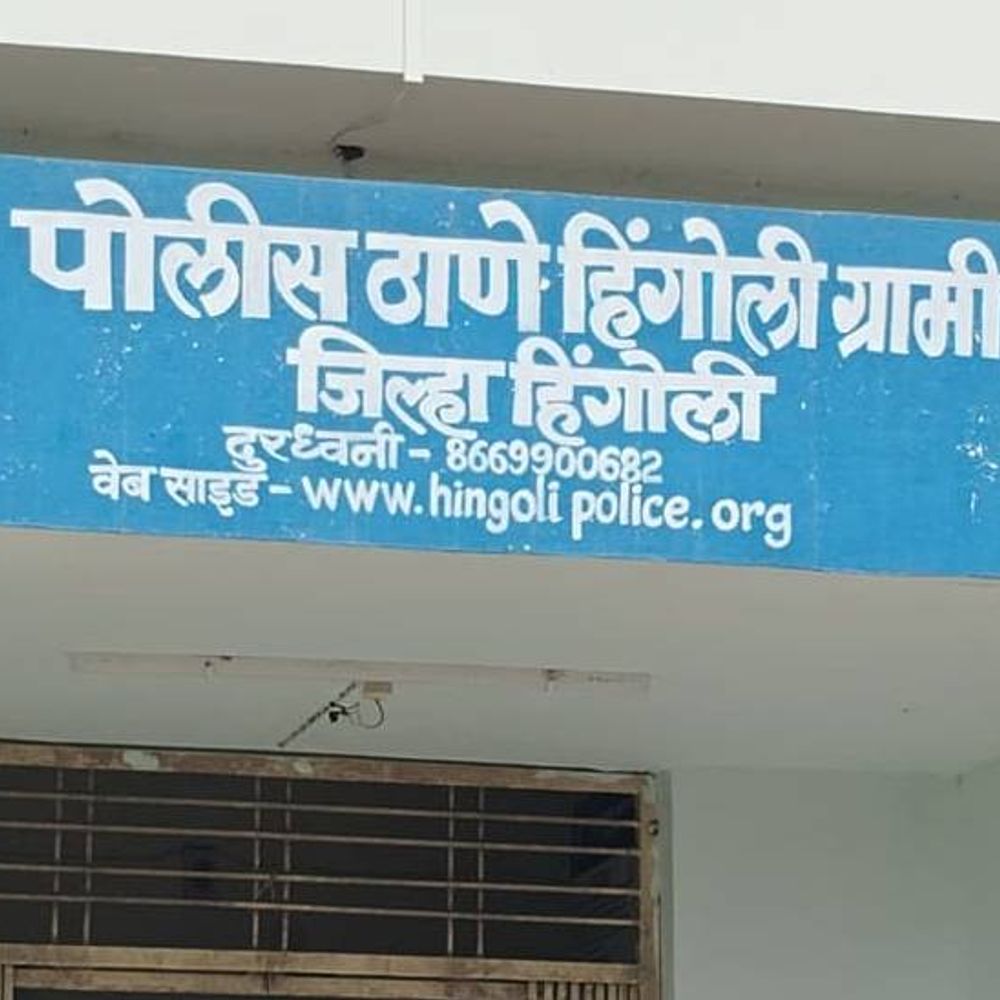 पोलीस ठाणे हिंगोली ग्रामी
जिल्हा हिंगोली
दुरध्वनी - 8669900682
वेब साइड - www.hingoli police.org